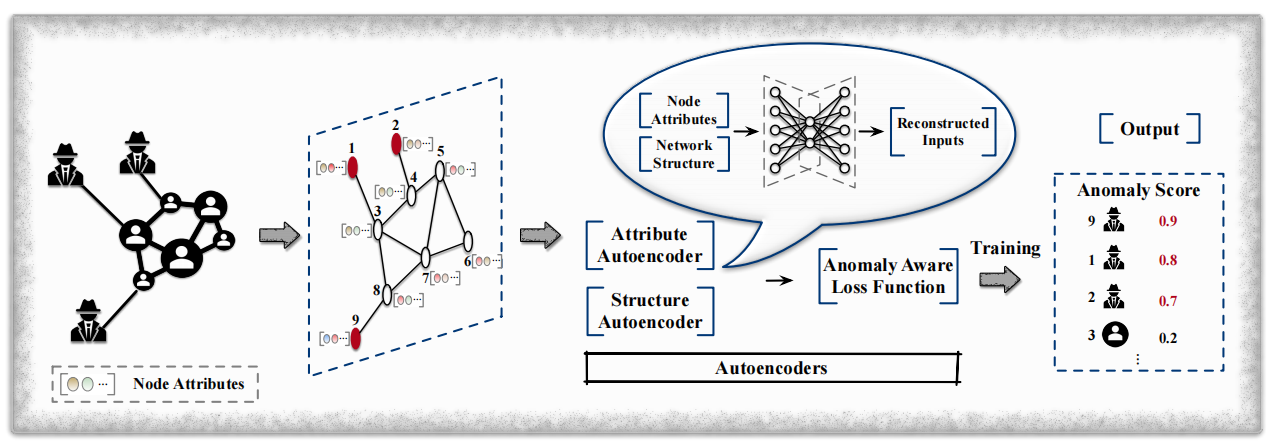 Node Attributes
1
2
3
4
5
6
7
8
9
Node
Attributes
Network
Structure
Reconstructed
Inputs
Attribute
Autoencoder
Structure
Autoencoder
Anomaly Aware
Loss Function
Autoencoders
Training
Output
Anomaly Score
9 0.9
1 0.8
2 0.7
3 0.2